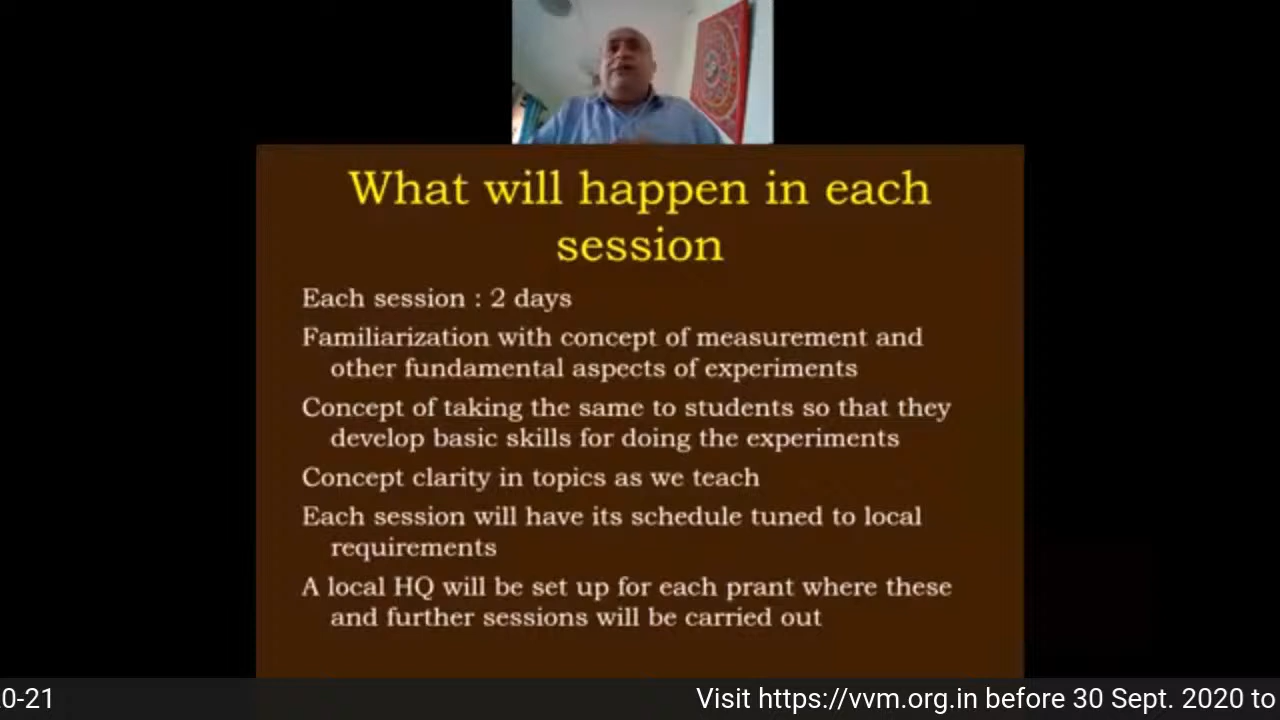 What will happen in each
session
Each session : 2 days
Familiarization with concept of measurement and
other fundamental aspects of experiments
Concept of taking the same to students so that they
develop basic skills for doing the experiments
Concept clarity in topics as we teach
Each session will have its schedule tuned to local
requirements
A local HQ will be set up for each prant where these
and further sessions will be carried out
0-21 Visit https://vvm.org.in before 30 Sept. 2020 to